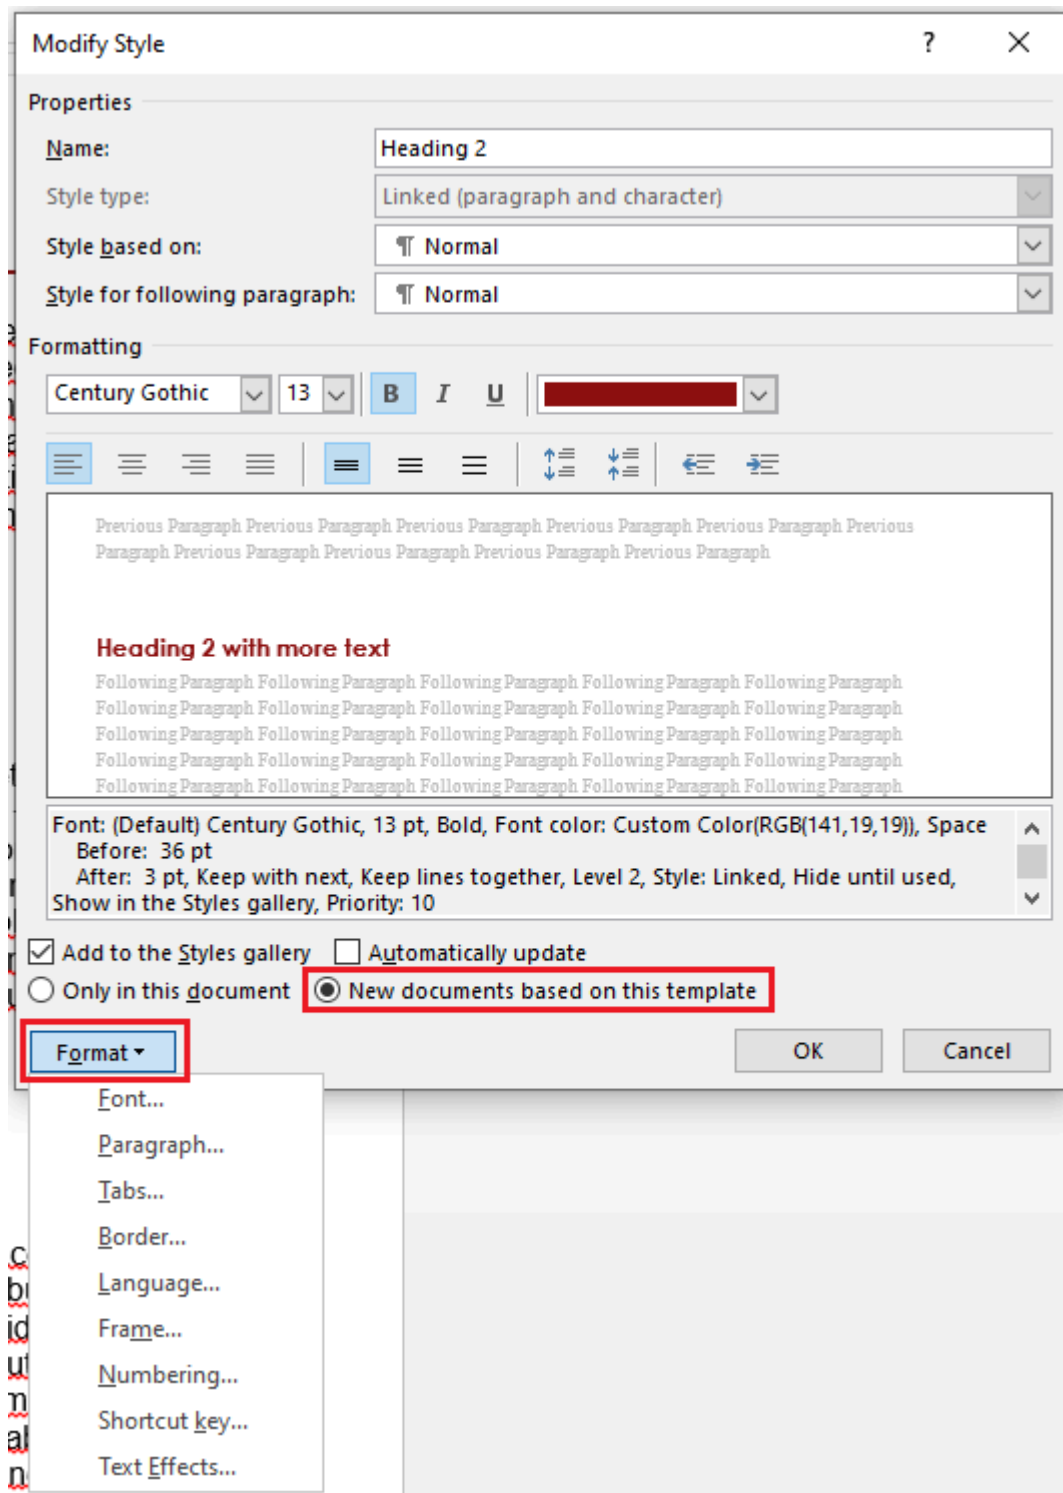 Modify Style
?
Properties
Name:
Heading 2
Style type:
Linked (paragraph and character)
Style based on:
¶ Normal
Style for following paragraph:
¶ Normal
Formatting
Century Gothic
13
B I U
Previous Paragraph Previous Paragraph Previous Paragraph Previous Paragraph Previous Paragraph Previous
Paragraph Previous Paragraph Previous Paragraph Previous Paragraph Previous Paragraph
Heading 2 with more text
Following Paragraph Following Paragraph Following Paragraph Following Paragraph Following Paragraph
Following Paragraph Following Paragraph Following Paragraph Following Paragraph Following Paragraph
Following Paragraph Following Paragraph Following Paragraph Following Paragraph Following Paragraph
Following Paragraph Following Paragraph Following Paragraph Following Paragraph Following Paragraph
Following Paragraph Following Paragraph Following Paragraph Following Paragraph Following Paragraph
Font: (Default) Century Gothic, 13 pt, Bold, Font color: Custom Color(RGB(141,19,19)), Space
Before: 36 pt
After: 3 pt, Keep with next, Keep lines together, Level 2, Style: Linked, Hide until used,
Show in the Styles gallery, Priority: 10
Add to the Styles gallery
Automatically update
Only in this document
New documents based on this template
Format
OK
Cancel
Font...
Paragraph...
Tabs...
Border...
Language...
Frame...
Numbering...
Shortcut key...
Text Effects...